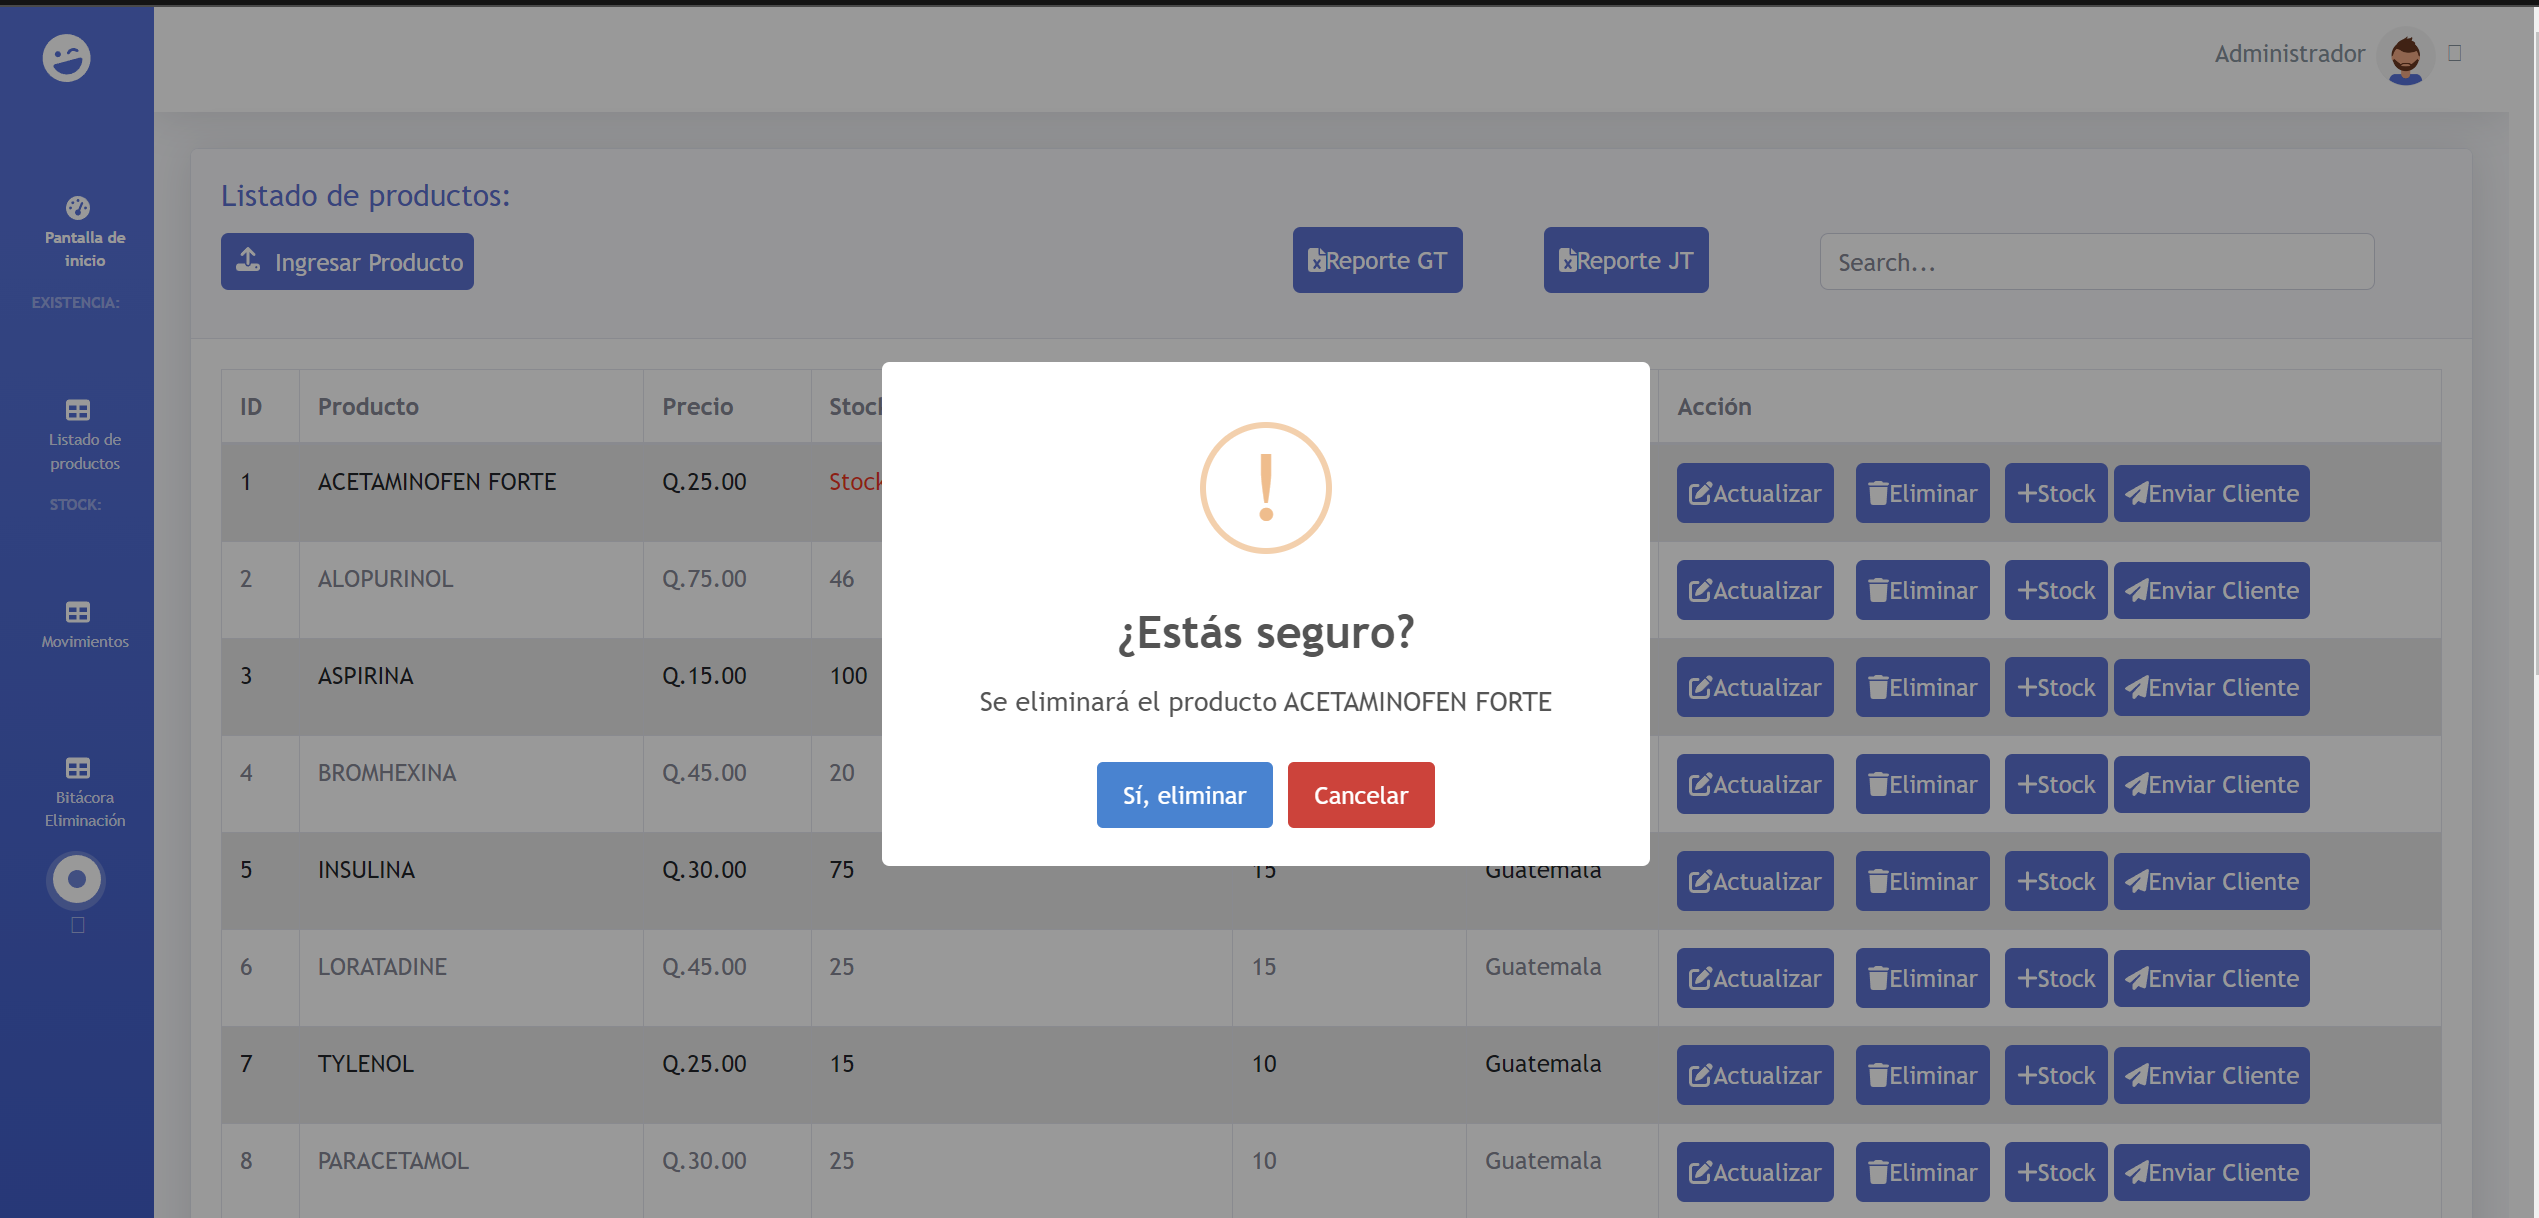 Administrador
Pantalla de
inicio
EXISTENCIA:
Listado de
productos
STOCK:
Movimientos
Bitácora
Eliminación
Listado de productos:
Ingresar Producto
Reporte GT
Reporte JT
Search...
ID Producto Precio Stock Acción
1 ACETAMINOFEN FORTE Q.25.00 Stock Actualizar Eliminar +Stock Enviar Cliente
2 ALOPURINOL Q.75.00 46 Actualizar Eliminar +Stock Enviar Cliente
3 ASPIRINA Q.15.00 100 Actualizar Eliminar +Stock Enviar Cliente
4 BROMHEXINA Q.45.00 20 Actualizar Eliminar +Stock Enviar Cliente
5 INSULINA Q.30.00 75 15 Guatemala Actualizar Eliminar +Stock Enviar Cliente
6 LORATADINE Q.45.00 25 15 Guatemala Actualizar Eliminar +Stock Enviar Cliente
7 TYLENOL Q.25.00 15 10 Guatemala Actualizar Eliminar +Stock Enviar Cliente
8 PARACETAMOL Q.30.00 25 10 Guatemala Actualizar Eliminar +Stock Enviar Cliente
¿Estás seguro?
Se eliminará el producto ACETAMINOFEN FORTE
Sí, eliminar
Cancelar